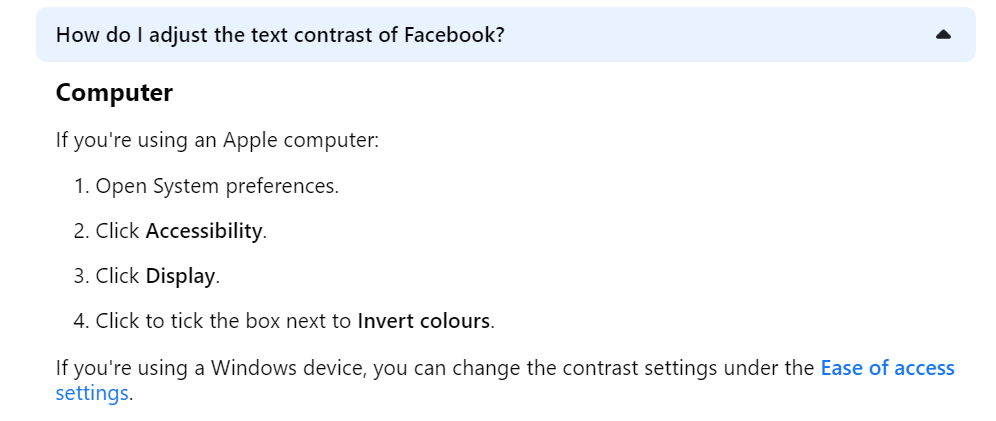 How do I adjust the text contrast of Facebook?
Computer
If you're using an Apple computer:
1. Open System preferences.
2. Click Accessibility.
3. Click Display.
4. Click to tick the box next to Invert colours.
If you're using a Windows device, you can change the contrast settings under the Ease of access
settings.